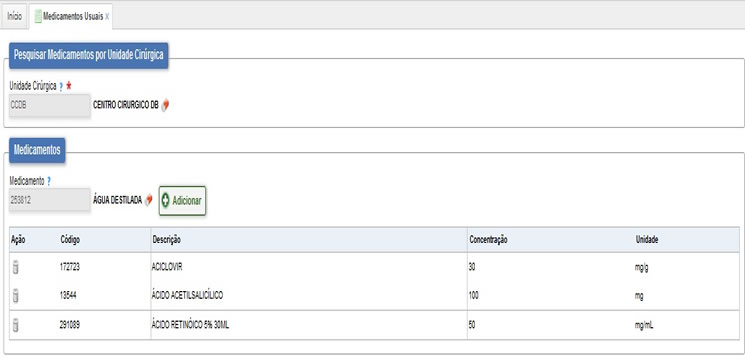 Início Medicamentos Usuais x
Pesquisar Medicamentos por Unidade Cirúrgica
Unidade Cirúrgica ? *
CCDB CENTRO CIRURGICO DB
Medicamentos
Medicamento ?
253812 ÁGUA DESTILADA Adicionar
Ação Código Descrição Concentração Unidade
172723 ACICLOVIR 30 mg/g
13544 ÁCIDO ACETILSALICÍLICO 100 mg
291089 ÁCIDO RETINÓICO 5% 30ML 50 mg/mL